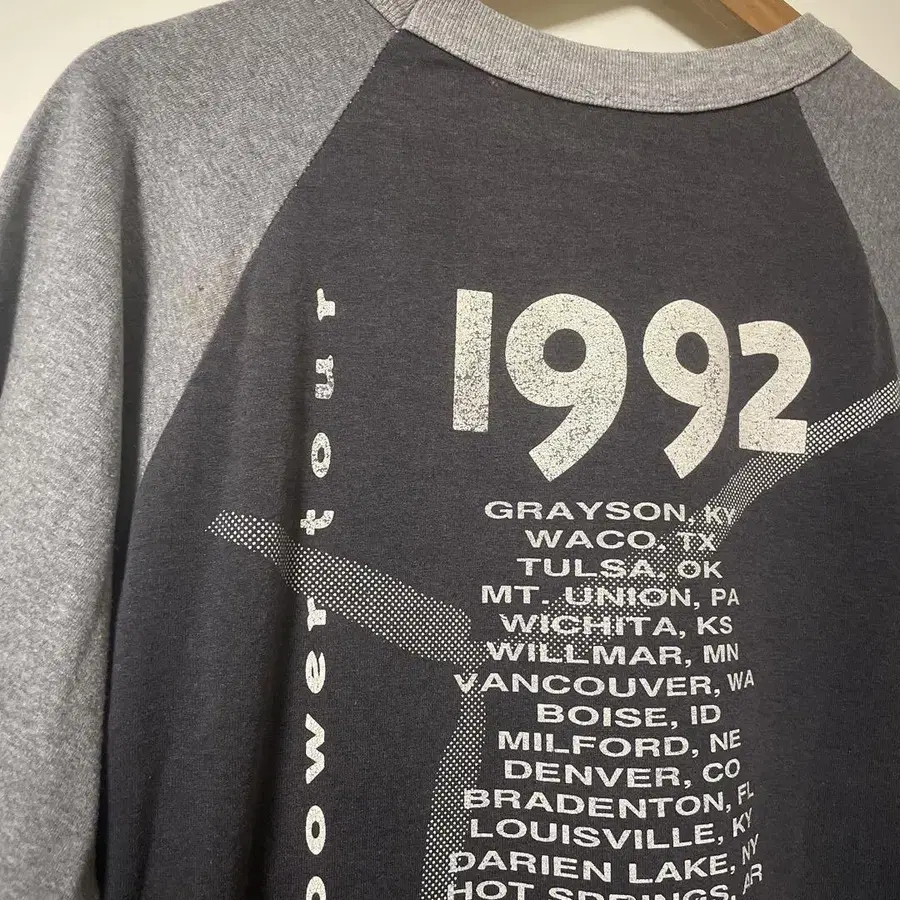 1992
GRAYSON, KY
WACO, TX
TULSA, OK
MT. UNION, PA
WICHITA, KS
WILLMAR, MN
VANCOUVER, WA
BOISE, ID
MILFORD, NE
DENVER, CO
BRADENTON, FL
LOUISVILLE, KY
DARIEN LAKE, NY
HOT SPRINGS, AR
power tour